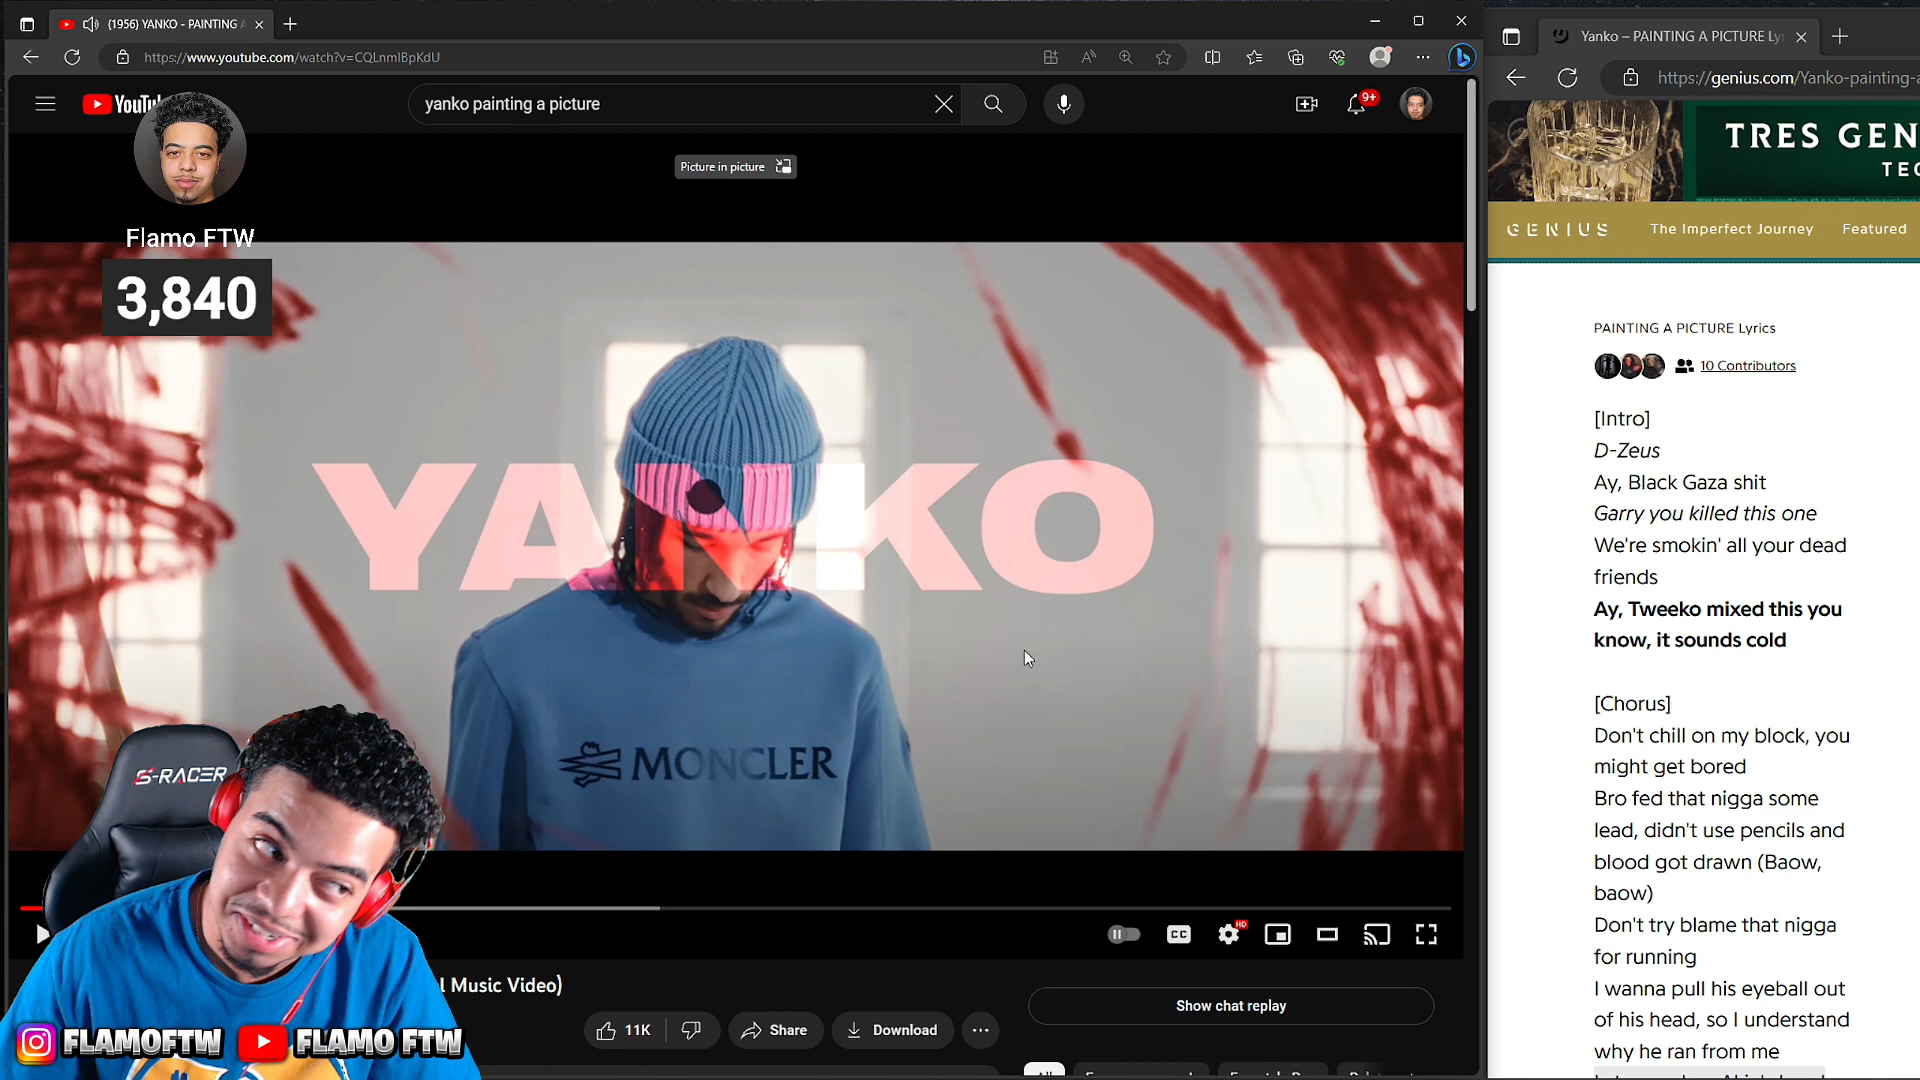 (1956) YANKO - PAINTING A
https://www.youtube.com/watch?v=CQLnmlBpKdU
YouTu
yanko painting a picture
9+
Picture in picture
Flamo FTW
3,840
YANKO
MONCLER
S-RACER
CC
HD
l Music Video)
11K
Share
Download
Show chat replay
All
FLAMOFTW
FLAMO FTW
Yanko – PAINTING A PICTURE Ly
https://genius.com/Yanko-painting-a
TRES GEN
TEC
GENIUS
The Imperfect Journey
Featured
PAINTING A PICTURE Lyrics
10 Contributors
[Intro]
D-Zeus
Ay, Black Gaza shit
Garry you killed this one
We're smokin' all your dead
friends
Ay, Tweeko mixed this you
know, it sounds cold
[Chorus]
Don't chill on my block, you
might get bored
Bro fed that nigga some
lead, didn't use pencils and
blood got drawn (Baow,
baow)
Don't try blame that nigga
for running
I wanna pull his eyeball out
of his head, so I understand
why he ran from me